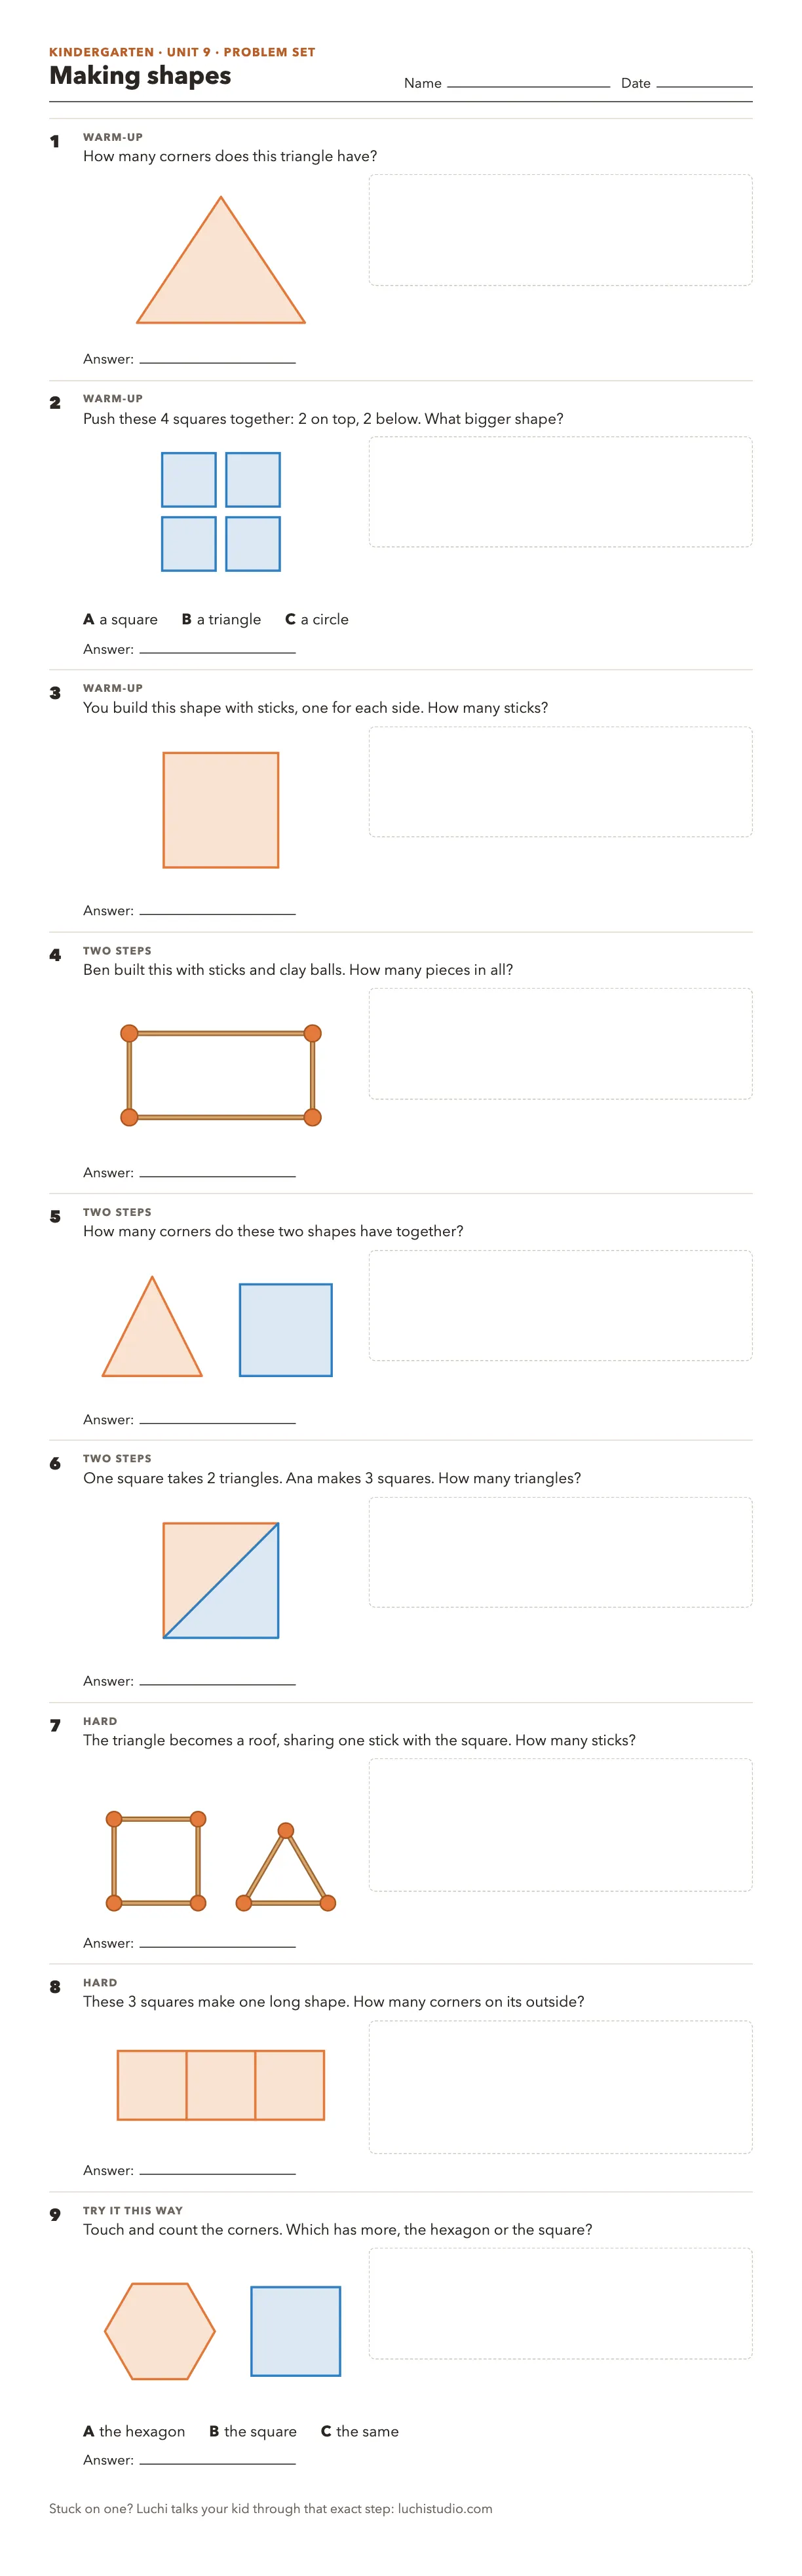 KINDERGARTEN · UNIT 9 · PROBLEM SET
Making shapes
Name
Date
1
WARM-UP
How many corners does this triangle have?
Answer:
2
WARM-UP
Push these 4 squares together: 2 on top, 2 below. What bigger shape?
A a square B a triangle C a circle
Answer:
3
WARM-UP
You build this shape with sticks, one for each side. How many sticks?
Answer:
4
TWO STEPS
Ben built this with sticks and clay balls. How many pieces in all?
Answer:
5
TWO STEPS
How many corners do these two shapes have together?
Answer:
6
TWO STEPS
One square takes 2 triangles. Ana makes 3 squares. How many triangles?
Answer:
7
HARD
The triangle becomes a roof, sharing one stick with the square. How many sticks?
Answer:
8
HARD
These 3 squares make one long shape. How many corners on its outside?
Answer:
9
TRY IT THIS WAY
Touch and count the corners. Which has more, the hexagon or the square?
A the hexagon B the square C the same
Answer:
Stuck on one? Luchi talks your kid through that exact step: luchistudio.com